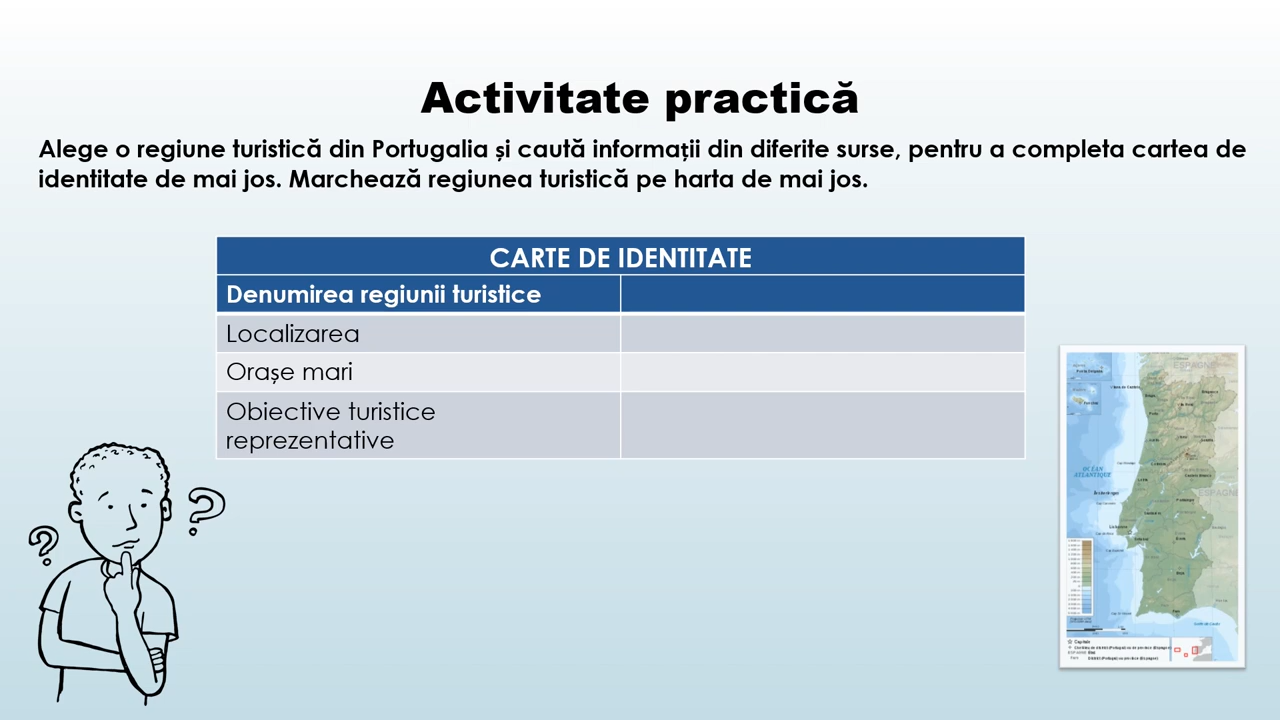 Activitate practică
Alege o regiune turistică din Portugalia și caută informații din diferite surse, pentru a completa cartea de
identitate de mai jos. Marchează regiunea turistică pe harta de mai jos.
CARTE DE IDENTITATE
Denumirea regiunii turistice
Localizarea
Orașe mari
Obiective turistice
reprezentative
ESPAGNE
OCÉAN
ATLANTIQUE
ESPAGNE